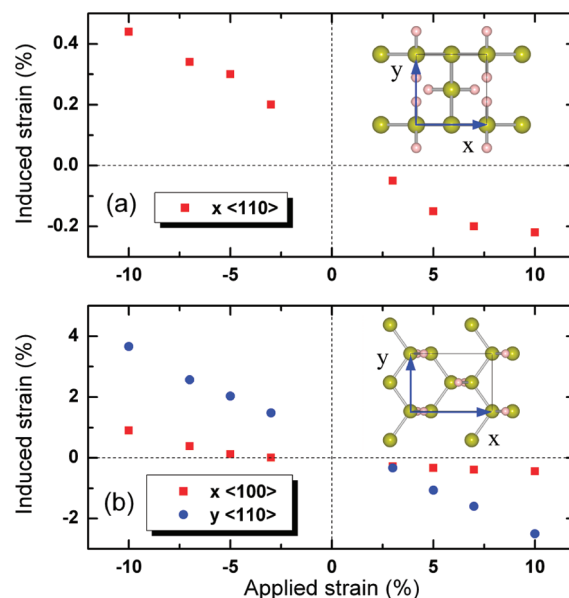 0.4
0.2
0.0
-0.2
Induced strain (%)
(a)
x <110>
y
x
-10
-5
0
5
10
4
2
0
-2
Induced strain (%)
(b)
x <100>
y <110>
y
x
-10
-5
0
5
10
Applied strain (%)